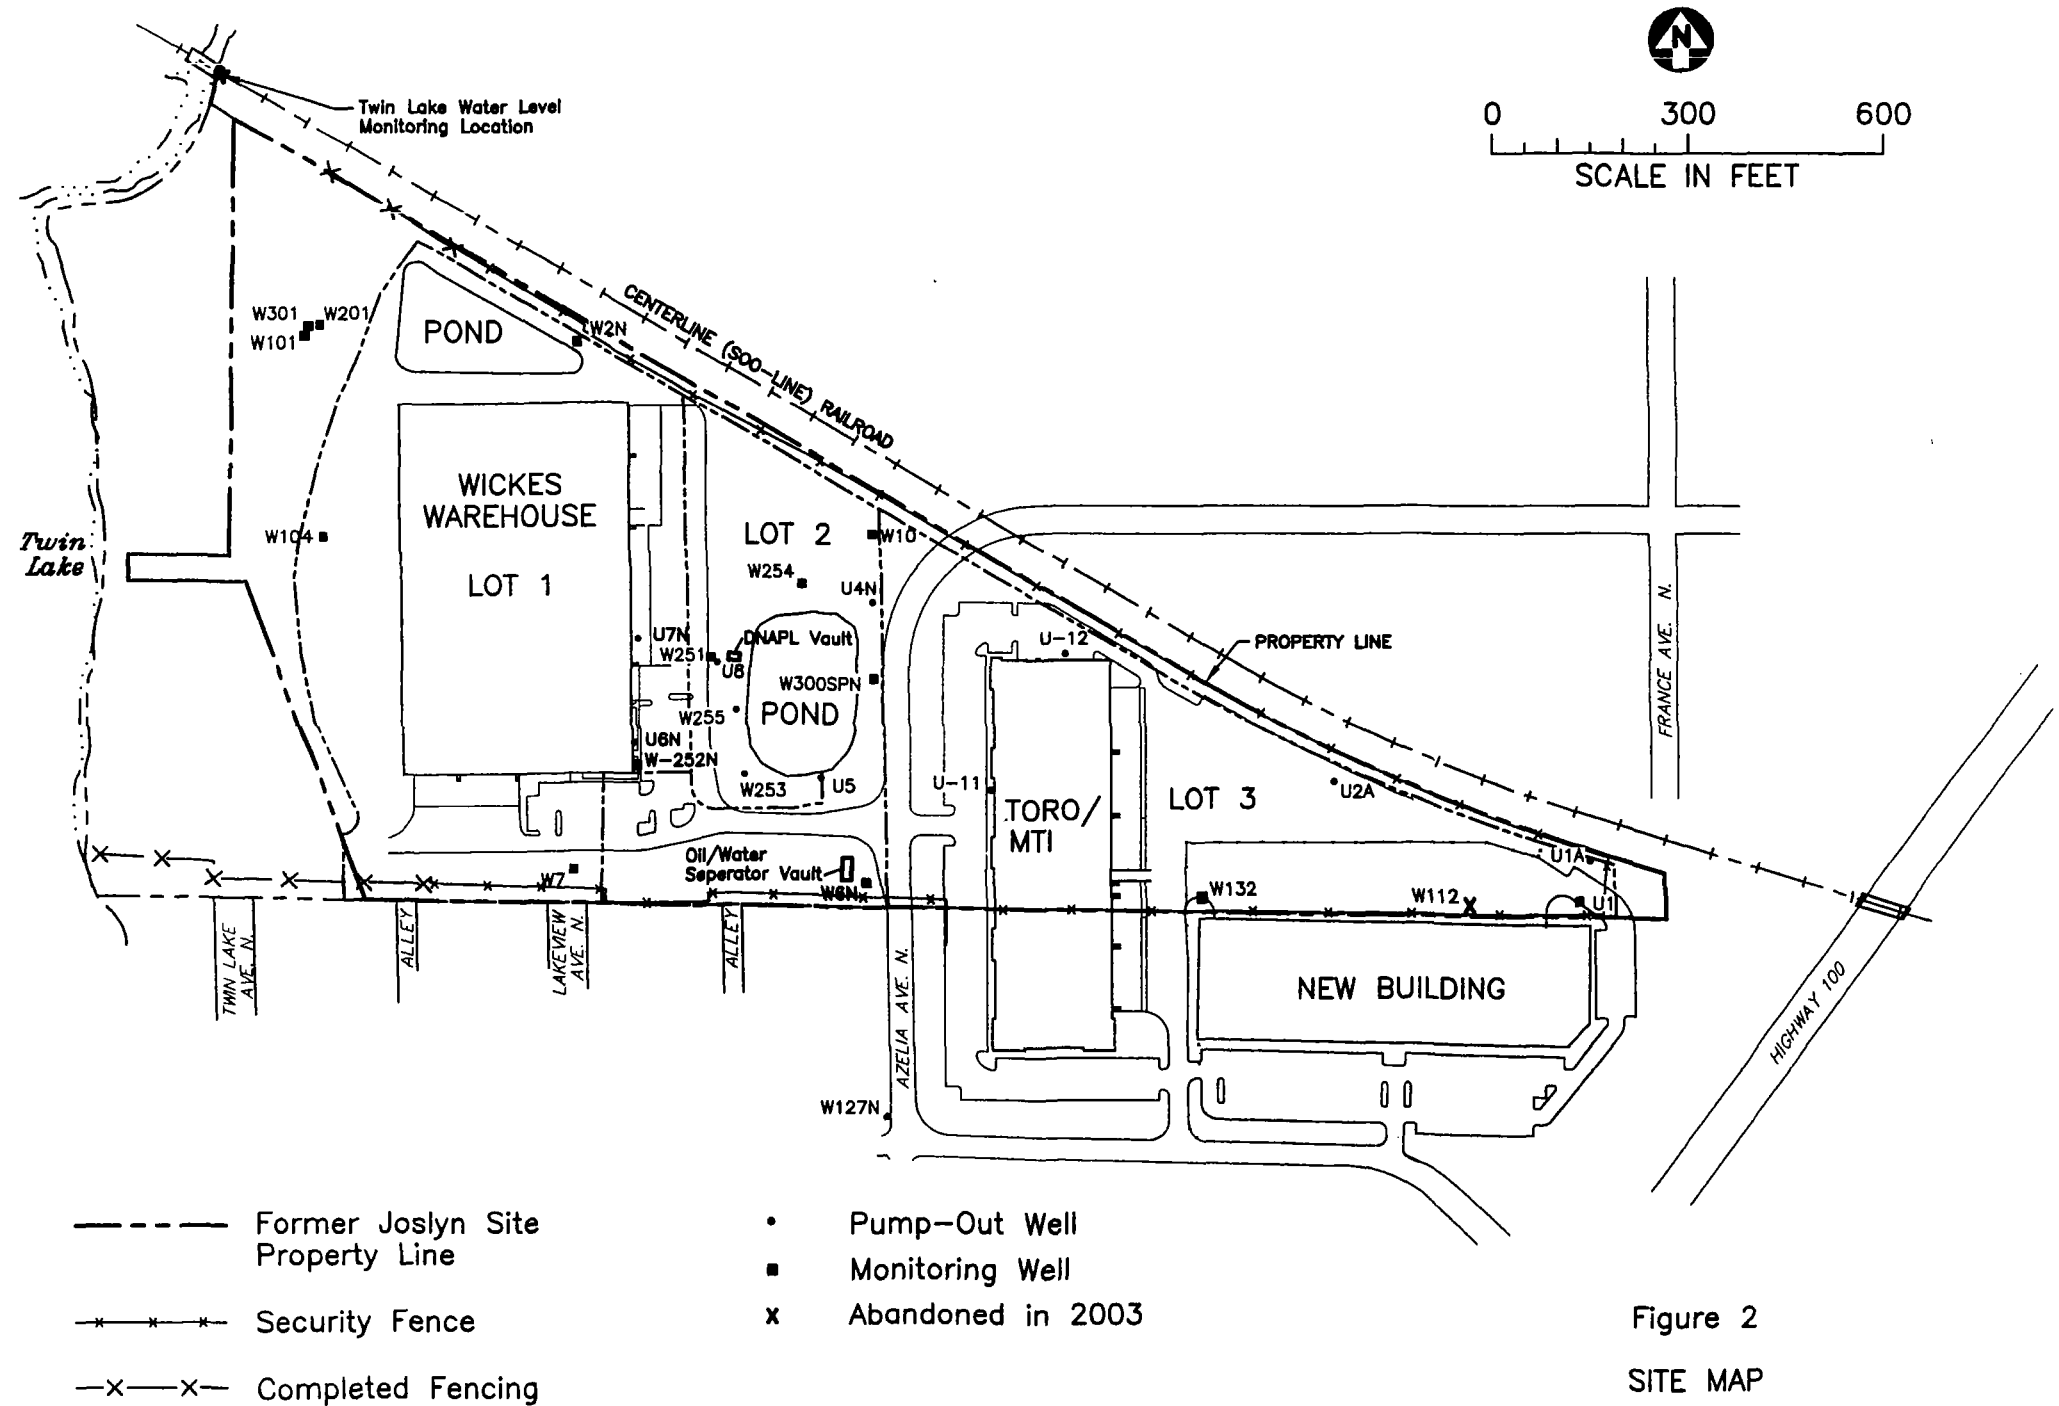 N
0 300 600
SCALE IN FEET
Twin Lake Water Level
Monitoring Location
W301 W201
W101
POND
W2N
CENTERLINE (SOO-LINE) RAILROAD
WICKES
WAREHOUSE
LOT 1
LOT 2
W10
W104
Twin
Lake
W254
U4N
U7N
DNAPL Vault
W251
U8
W300SPN
W255
POND
U6N
W-252N
W253
U5
U-12
PROPERTY LINE
FRANCE AVE. N.
U-11
TORO/
MTI
LOT 3
U2A
U1A
Oil/Water
Seperator Vault
W7
W6N
W132
W112
U1
TWIN LAKE
AVE. N.
ALLEY
LAKEVIEW
AVE. N.
ALLEY
AZELIA AVE. N.
NEW BUILDING
HIGHWAY 100
W127N
Former Joslyn Site
Property Line
Security Fence
Completed Fencing
Pump-Out Well
Monitoring Well
x Abandoned in 2003
Figure 2
SITE MAP